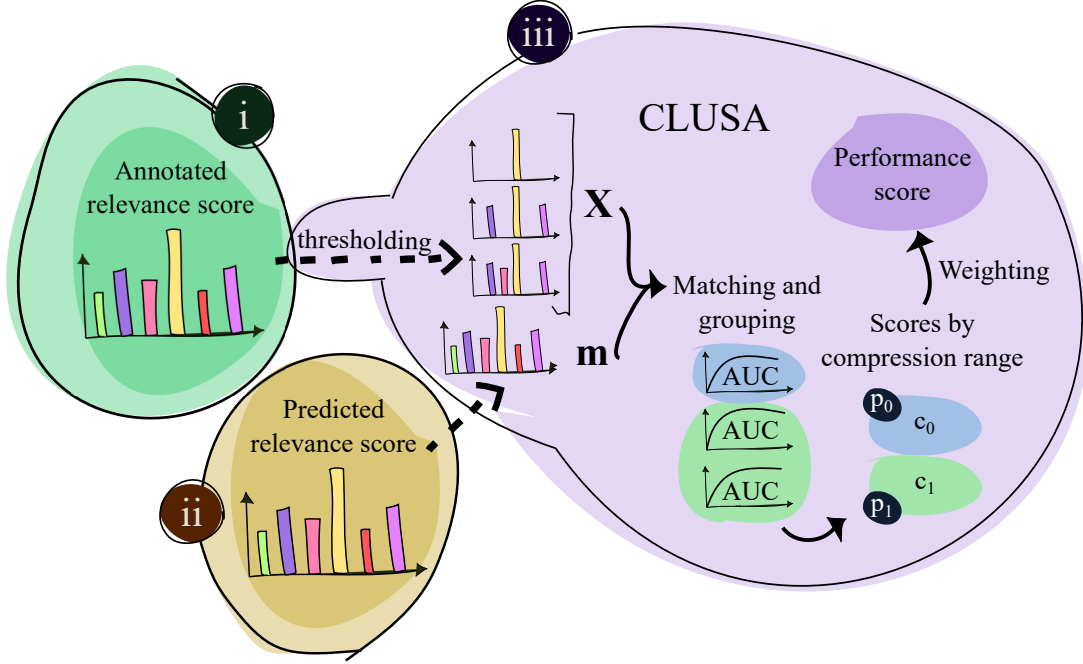 i
Annotated
relevance score
thresholding
ii
Predicted
relevance score
iii
CLUSA
X
m
Matching and
grouping
AUC
AUC
AUC
Scores by
compression range
p₀
c₀
c₁
p₁
Weighting
Performance
score